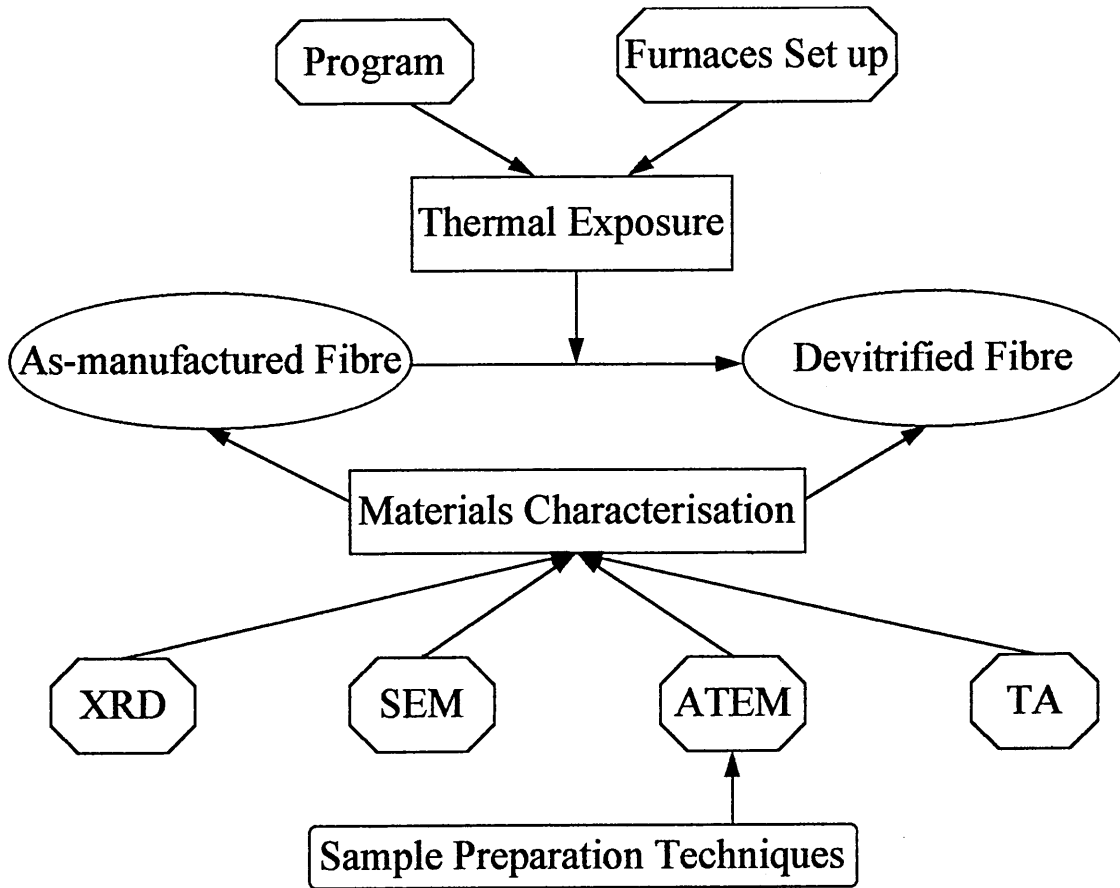 Program
Furnaces Set up
Thermal Exposure
As-manufactured Fibre
Devitrified Fibre
Materials Characterisation
XRD
SEM
ATEM
TA
Sample Preparation Techniques